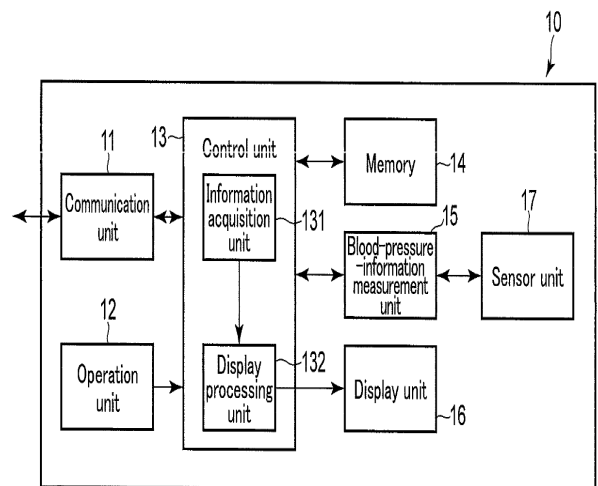 10
11
Communication
unit
12
Operation
unit
13
Control unit
Information
acquisition
unit
131
Display
processing
unit
132
Memory
14
15
Blood-pressure
-information
measurement
unit
17
Sensor unit
Display unit
16